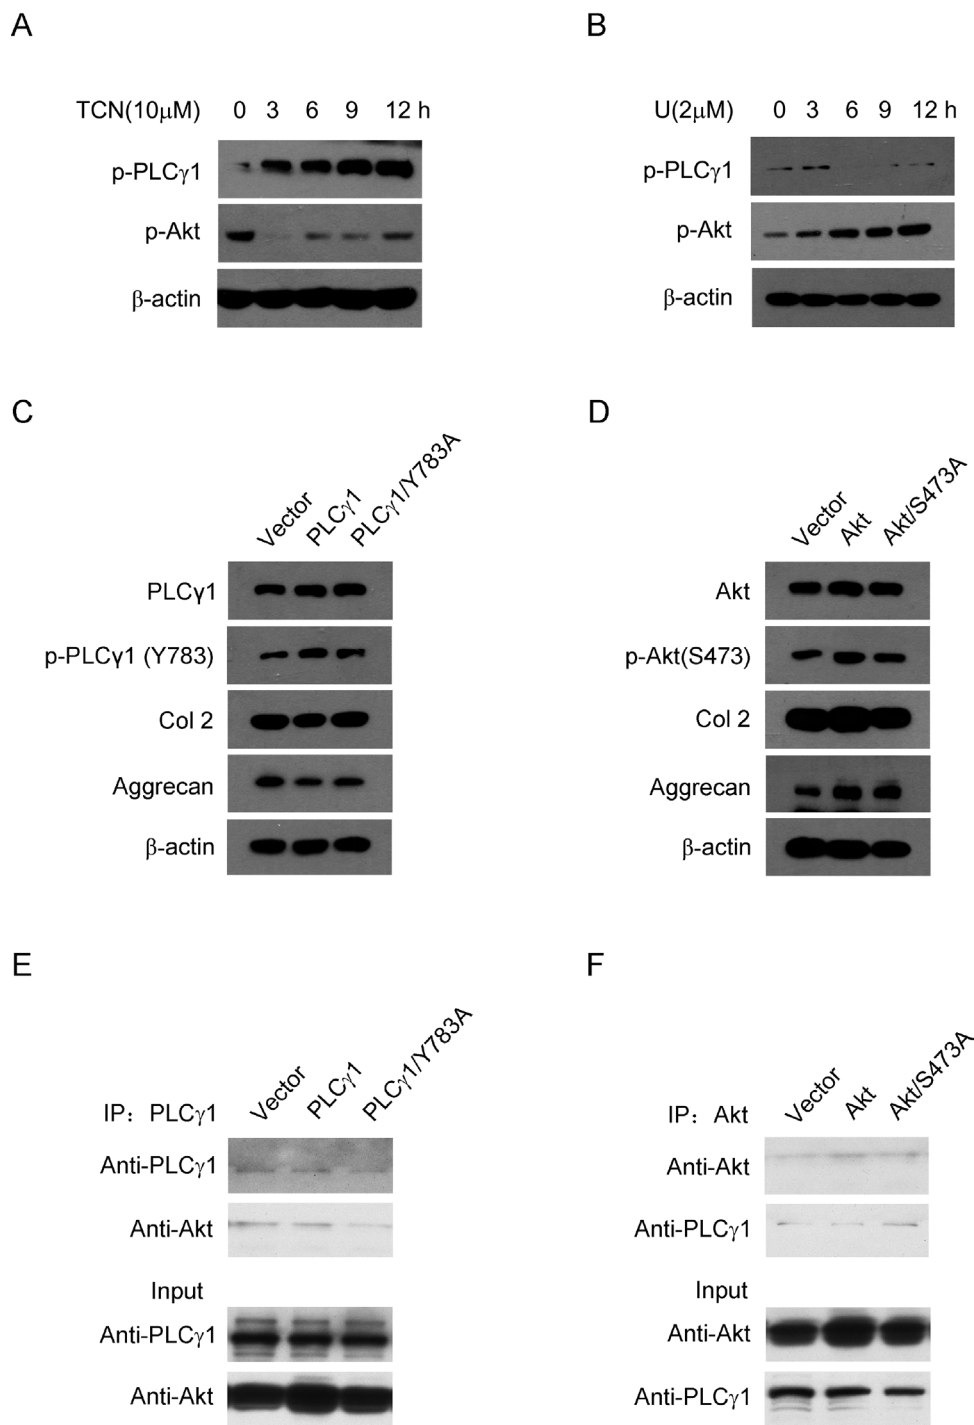 A
TCN(10μM) 0 3 6 9 12 h
p-PLCγ1
p-Akt
β-actin
B
U(2μM) 0 3 6 9 12 h
p-PLCγ1
p-Akt
β-actin
C
Vector PLCγ1 PLCγ1/Y783A
PLCγ1
p-PLCγ1 (Y783)
Col 2
Aggrecan
β-actin
D
Vector Akt Akt/S473A
Akt
p-Akt(S473)
Col 2
Aggrecan
β-actin
E
Vector PLCγ1 PLCγ1/Y783A
IP: PLCγ1
Anti-PLCγ1
Anti-Akt
Input
Anti-PLCγ1
Anti-Akt
F
Vector Akt Akt/S473A
IP: Akt
Anti-Akt
Anti-PLCγ1
Input
Anti-Akt
Anti-PLCγ1